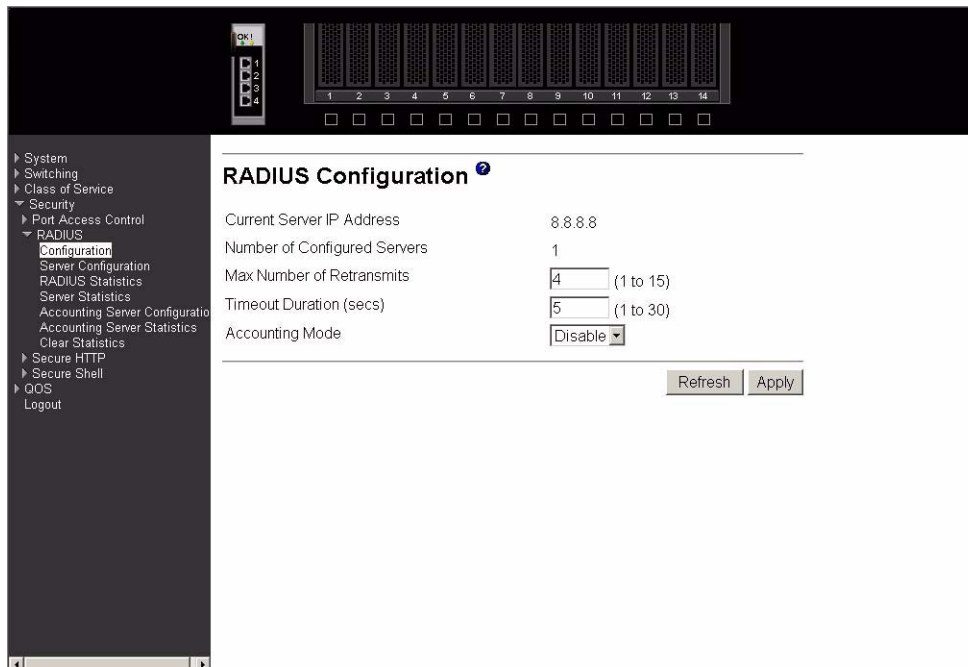 OK!
1
2
3
4
1 2 3 4 5 6 7 8 9 10 11 12 13 14
System
Switching
Class of Service
Security
Port Access Control
RADIUS
Configuration
Server Configuration
RADIUS Statistics
Server Statistics
Accounting Server Configuratio
Accounting Server Statistics
Clear Statistics
Secure HTTP
Secure Shell
QOS
Logout
RADIUS Configuration ?
Current Server IP Address 8.8.8.8
Number of Configured Servers 1
Max Number of Retransmits 4 (1 to 15)
Timeout Duration (secs) 5 (1 to 30)
Accounting Mode Disable
Refresh Apply